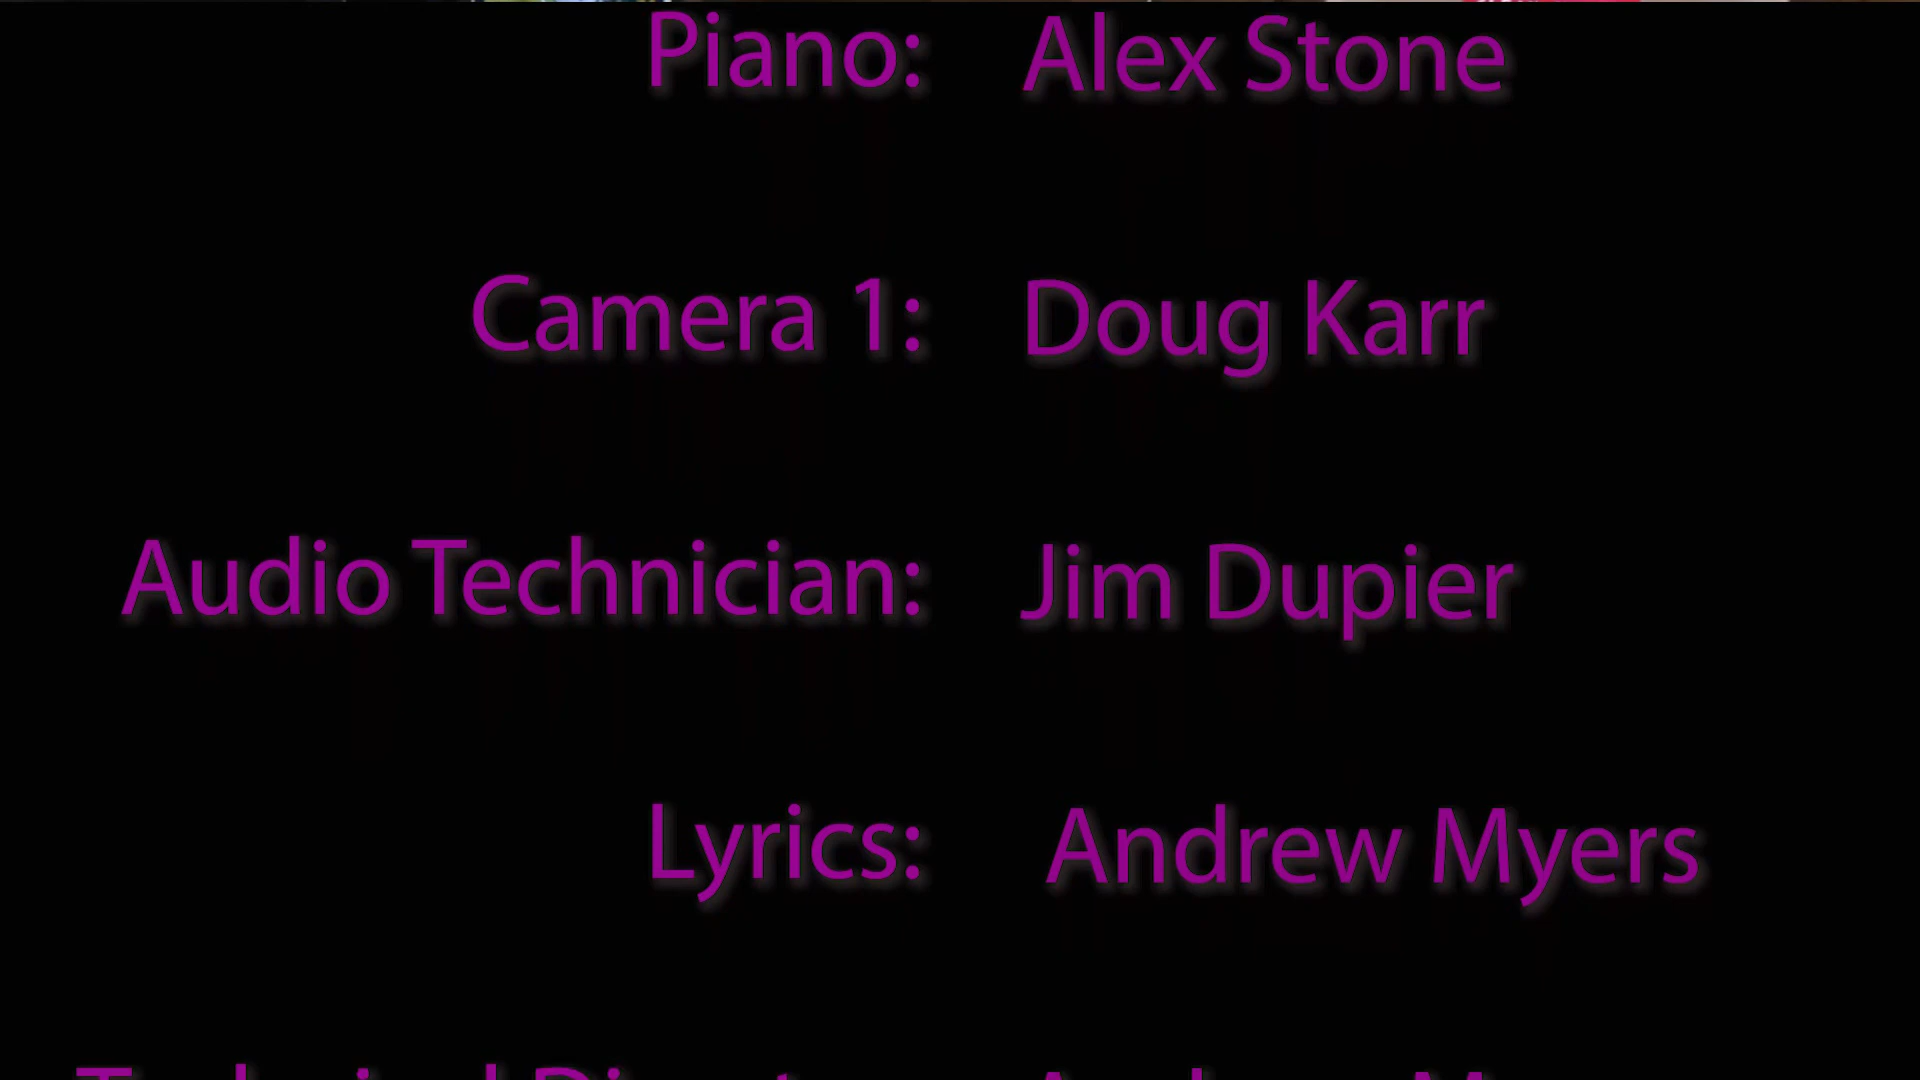 Piano: Alex Stone
Camera 1: Doug Karr
Audio Technician: Jim Dupier
Lyrics: Andrew Myers